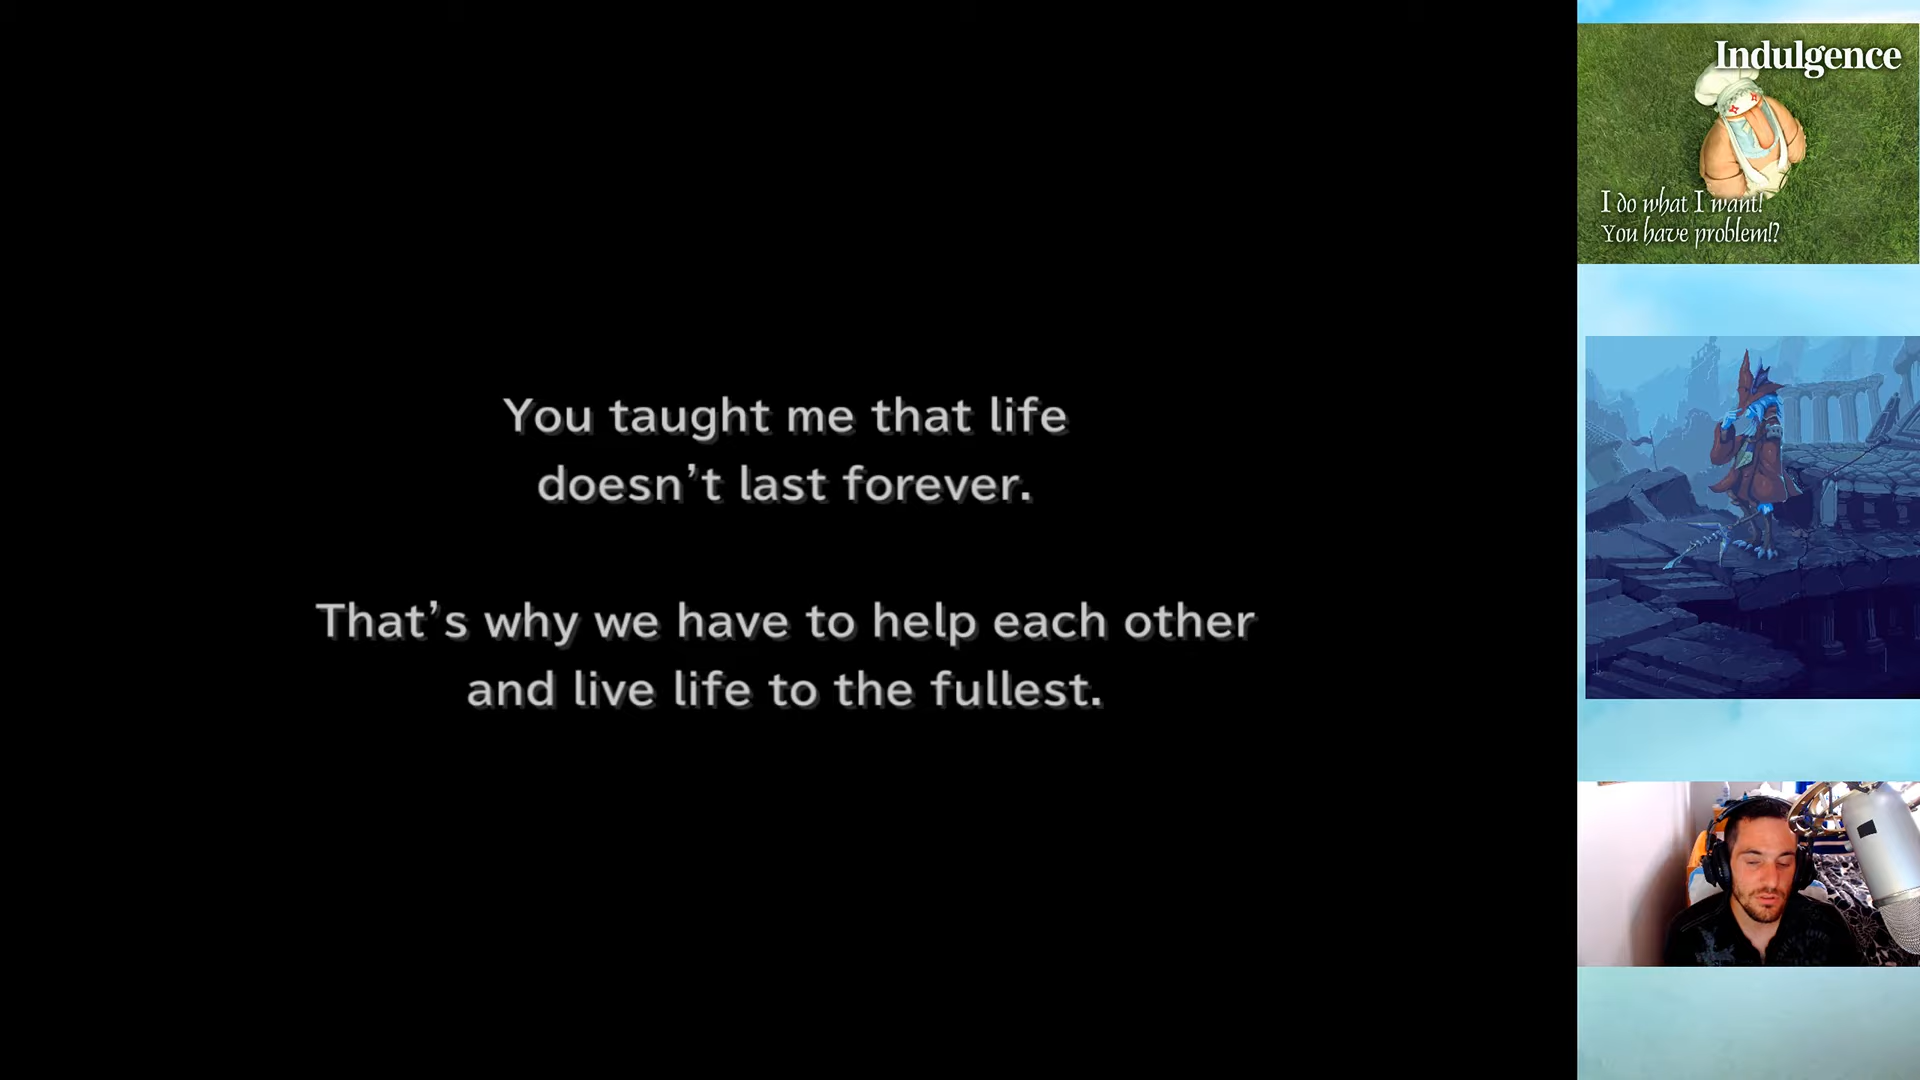 You taught me that life
doesn’t last forever.
That’s why we have to help each other
and live life to the fullest.
Indulgence
I do what I want!
You have problem!?